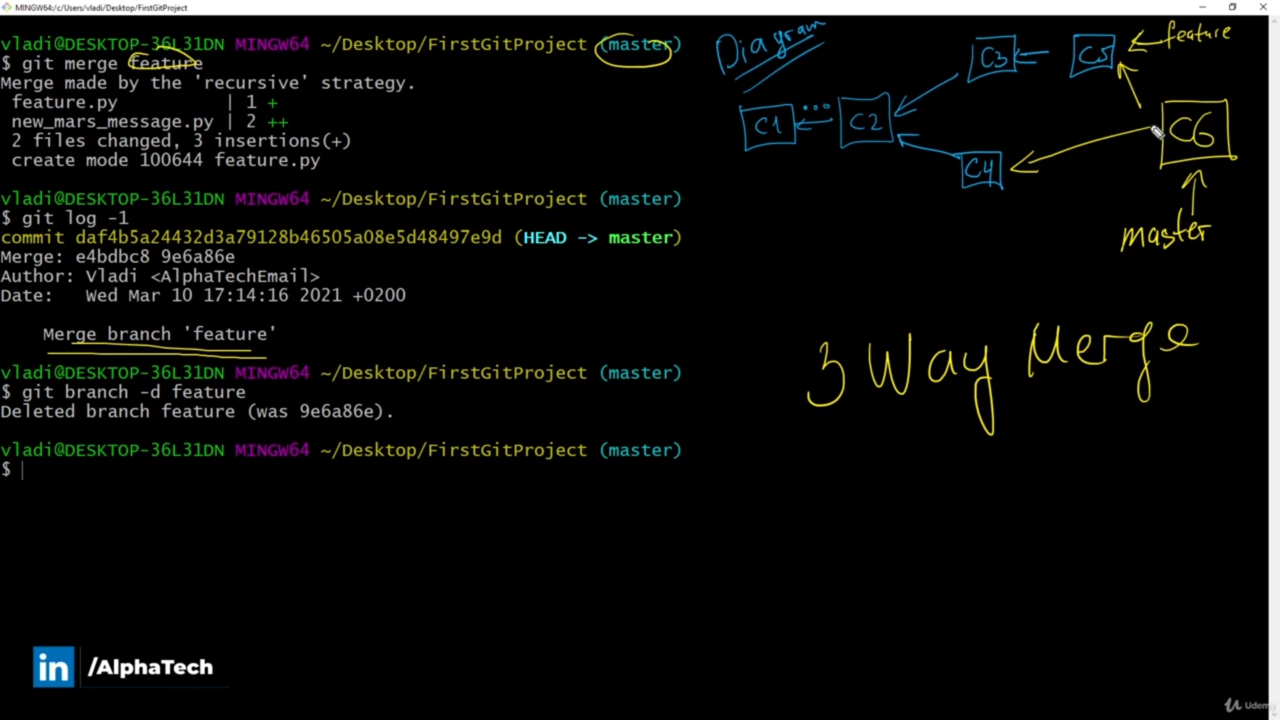 MINGW64:/c/Users/vladi/Desktop/FirstGitProject
vladi@DESKTOP-36L31DN MINGW64 ~/Desktop/FirstGitProject (master)
$ git merge feature
Merge made by the 'recursive' strategy.
feature.py | 1 +
new_mars_message.py | 2 ++
2 files changed, 3 insertions(+)
create mode 100644 feature.py
vladi@DESKTOP-36L31DN MINGW64 ~/Desktop/FirstGitProject (master)
$ git log -1
commit daf4b5a24432d3a79128b46505a08e5d48497e9d (HEAD -> master)
Merge: e4bdbc8 9e6a86e
Author: Vladi <AlphaTechEmail>
Date: Wed Mar 10 17:14:16 2021 +0200
Merge branch 'feature'
vladi@DESKTOP-36L31DN MINGW64 ~/Desktop/FirstGitProject (master)
$ git branch -d feature
Deleted branch feature (was 9e6a86e).
vladi@DESKTOP-36L31DN MINGW64 ~/Desktop/FirstGitProject (master)
$
Diagram
C3
C5
feature
C1
...
C2
C6
C4
master
3 Way Merge
in /AlphaTech
Udemy